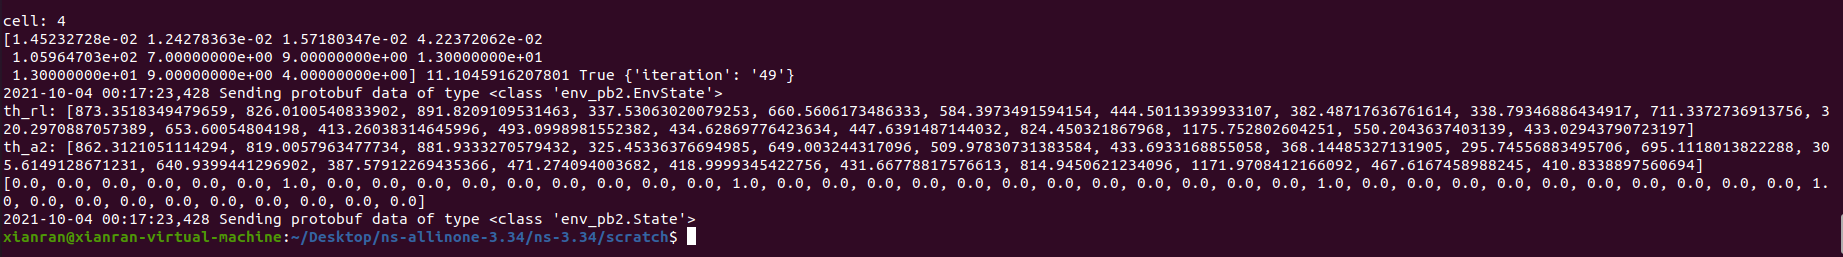 cell: 4
[1.45232728e-02 1.24278363e-02 1.57180347e-02 4.22372062e-02
 1.05964703e+02 7.00000000e+00 9.00000000e+00 1.30000000e+01
 1.30000000e+01 9.00000000e+00 4.00000000e+00] 11.1045916207801 True {'iteration': '49'}
2021-10-04 00:17:23,428 Sending protobuf data of type <class 'env_pb2.EnvState'>
th_rl: [873.3518349479659, 826.0100540833902, 891.8209109531463, 337.53063020079253, 660.5606173486333, 584.3973491594154, 444.50113939933107, 382.48717636761614, 338.79346886434917, 711.3372736913756, 3
20.2970887057389, 653.60054804198, 413.26038314645996, 493.0998981552382, 434.62869776423634, 447.6391487144032, 824.450321867968, 1175.752802604251, 550.2043637403139, 433.02943790723197]
th_a2: [862.3121051114294, 819.0057963477734, 881.9333270579432, 325.45336376694985, 649.003244317096, 509.97830731383584, 433.6933168855058, 368.14485327131905, 295.74556883495706, 695.1118013822288, 30
5.6149128671231, 640.9399441296902, 387.57912269435366, 471.274094003682, 418.9999345422756, 431.66778817576613, 814.9450621234096, 1171.9708412166092, 467.6167458988245, 410.8338897560694]
[0.0, 0.0, 0.0, 0.0, 0.0, 0.0, 1.0, 0.0, 0.0, 0.0, 0.0, 0.0, 0.0, 0.0, 0.0, 0.0, 1.0, 0.0, 0.0, 0.0, 0.0, 0.0, 0.0, 0.0, 0.0, 0.0, 0.0, 0.0, 0.0, 1.0, 0.0, 0.0, 0.0, 0.0, 0.0, 0.0, 0.0, 0.0, 0.0, 0.0, 1.
0, 0.0, 0.0, 0.0, 0.0, 0.0, 0.0, 0.0, 0.0, 0.0]
2021-10-04 00:17:23,428 Sending protobuf data of type <class 'env_pb2.State'>
xianran@xianran-virtual-machine:~/Desktop/ns-allinone-3.34/ns-3.34/scratch$